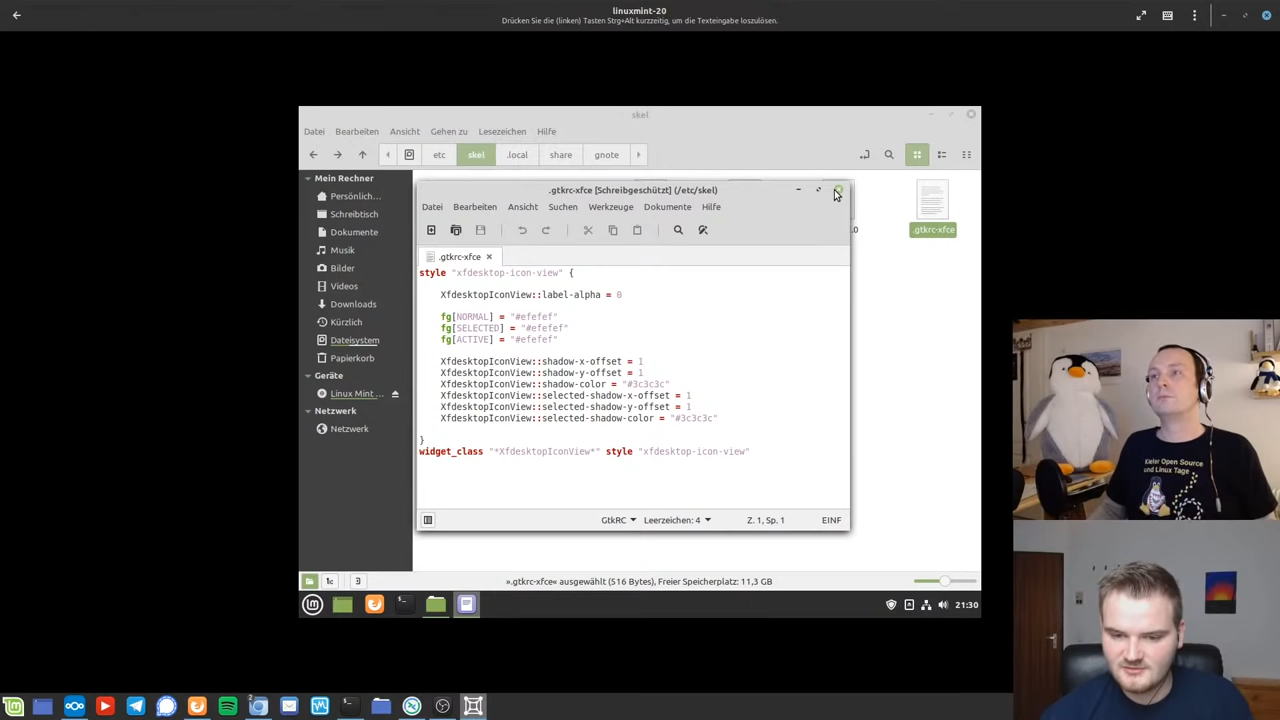 linuxmint-20
Drücken Sie die (linken) Tasten Strg+Alt kurzzeitig, um die Texteingabe loszulösen.
skel
Datei Bearbeiten Ansicht Gehen zu Lesezeichen Hilfe
etc skel .local share gnote
Mein Rechner
Persönlich...
Schreibtisch
Dokumente
Musik
Bilder
Videos
Downloads
Kürzlich
Dateisystem
Papierkorb
Geräte
Linux Mint ...
Netzwerk
Netzwerk
.gtkrc-xfce [Schreibgeschützt] (/etc/skel)
Datei Bearbeiten Ansicht Suchen Werkzeuge Dokumente Hilfe
.gtkrc-xfce
style "xfdesktop-icon-view" {
XfdesktopIconView::label-alpha = 0
fg[NORMAL] = "#efefef"
fg[SELECTED] = "#efefef"
fg[ACTIVE] = "#efefef"
XfdesktopIconView::shadow-x-offset = 1
XfdesktopIconView::shadow-y-offset = 1
XfdesktopIconView::shadow-color = "#3c3c3c"
XfdesktopIconView::selected-shadow-x-offset = 1
XfdesktopIconView::selected-shadow-y-offset = 1
XfdesktopIconView::selected-shadow-color = "#3c3c3c"
}
widget_class "*XfdesktopIconView*" style "xfdesktop-icon-view"
GtkRC Leerzeichen: 4 Z. 1, Sp. 1 EINF
.0
.gtkrc-xfce
».gtkrc-xfce« ausgewählt (516 Bytes), Freier Speicherplatz: 11,3 GB
21:30
Kieler Open Source
und Linux Tage
2